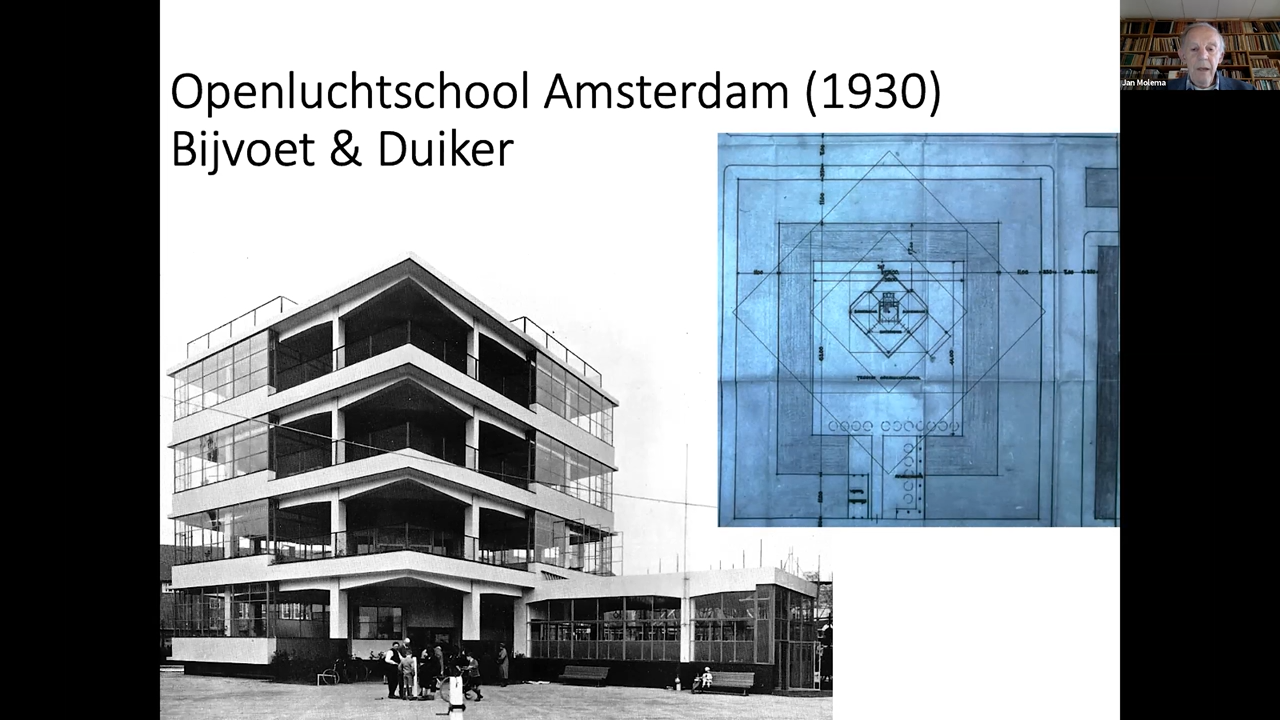 Openluchtschool Amsterdam (1930)
Bijvoet & Duiker
Jan Molema